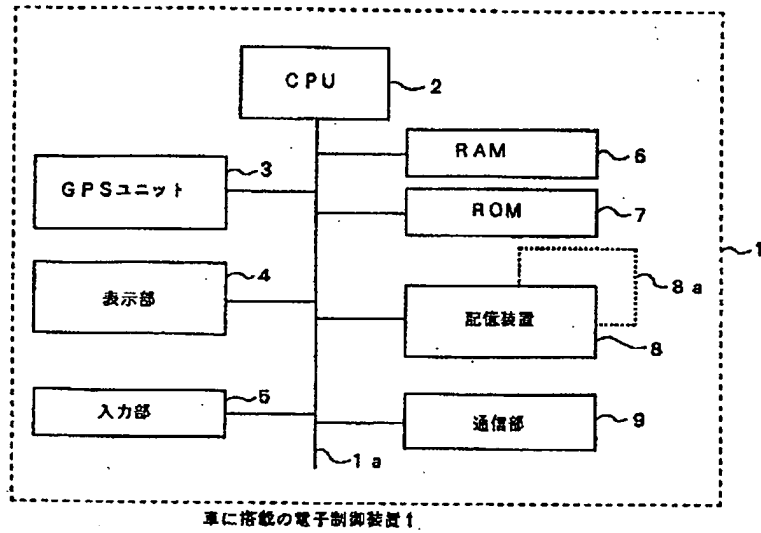 CPU
2
GPSユニット
3
RAM
6
ROM
7
1
表示部
4
8a
記憶装置
8
入力部
5
通信部
9
1a
車に搭載の電子制御装置1